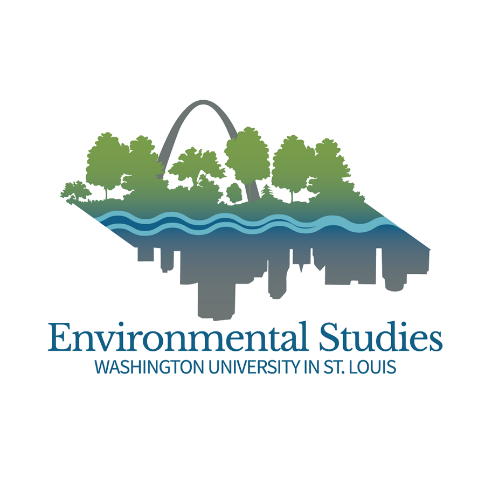 Environmental Studies
WASHINGTON UNIVERSITY IN ST. LOUIS